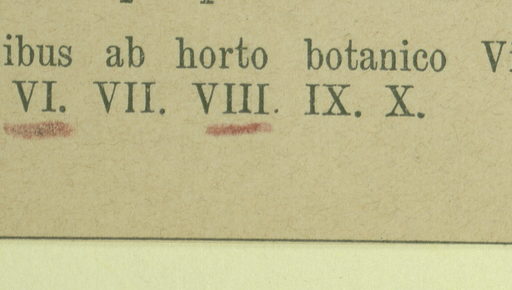 ibus ab horto botanico
VI. VII. VIII. IX. X.